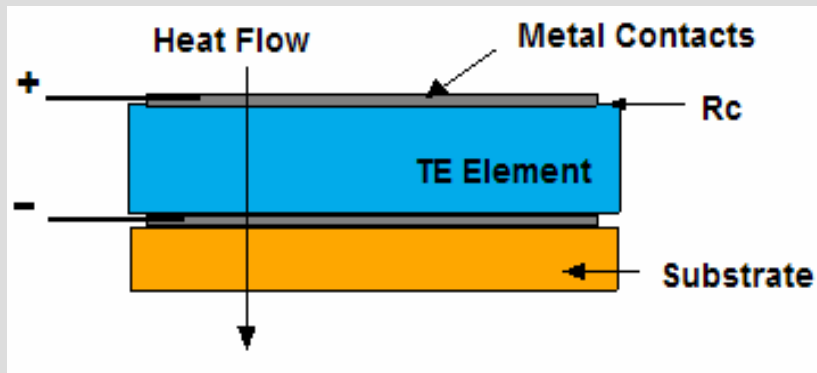 Heat Flow
Metal Contacts
+
Rc
TE Element
-
Substrate